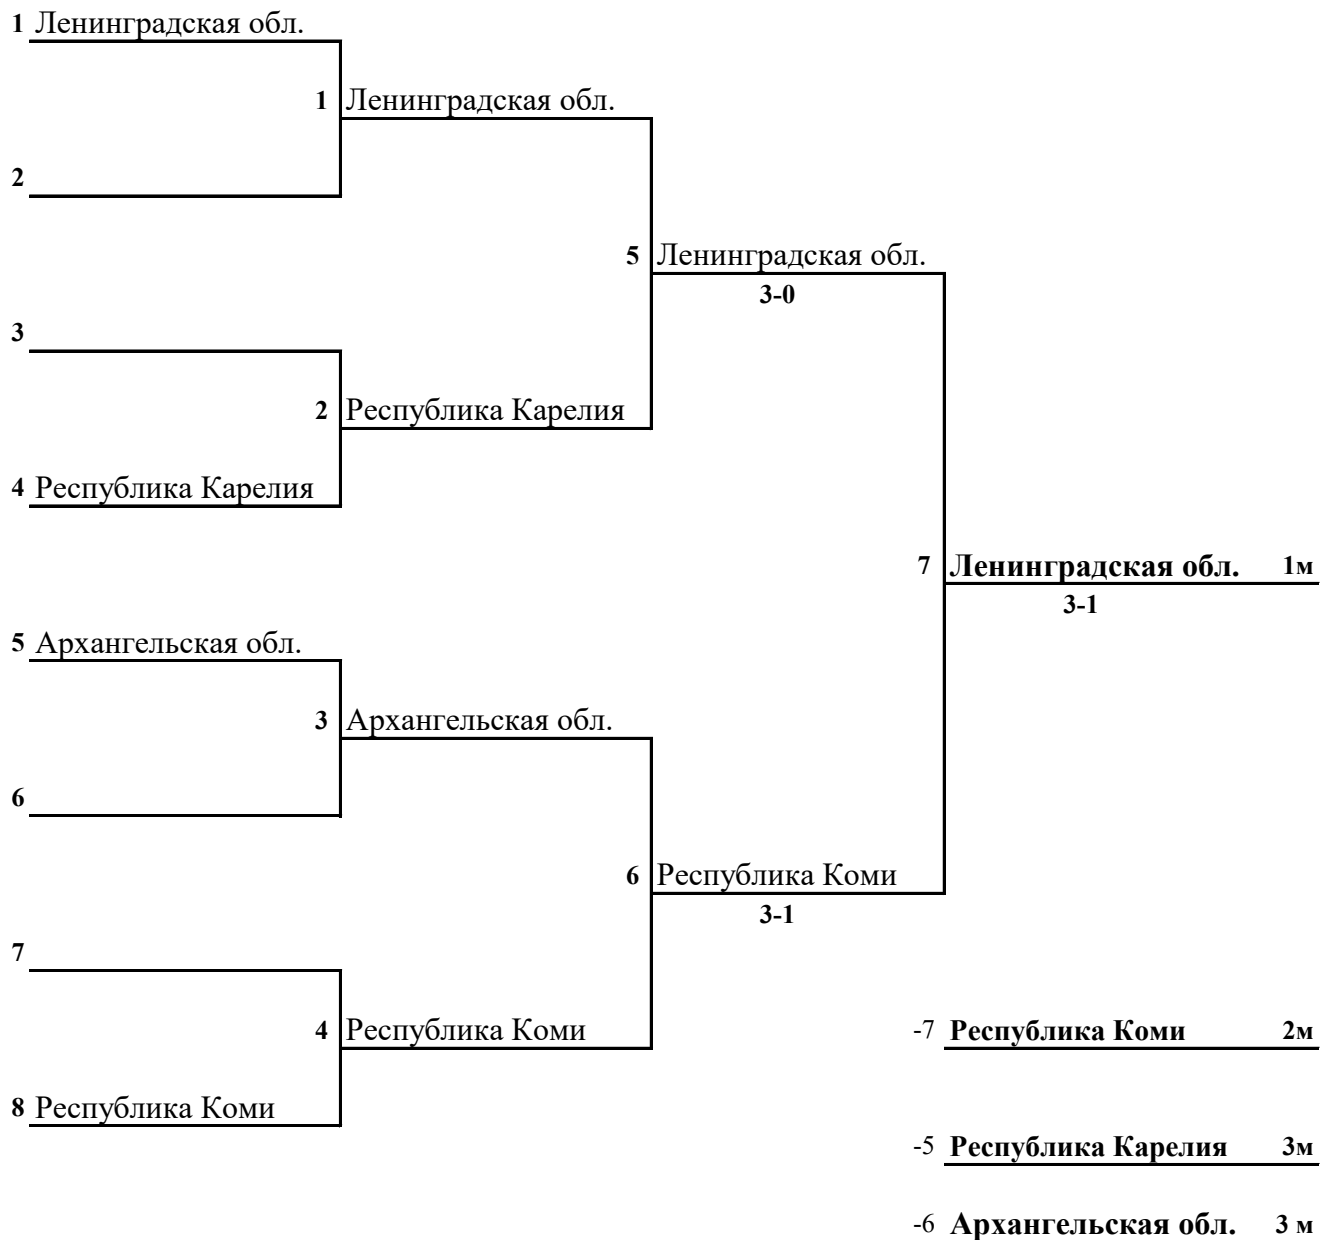 1 Ленинградская обл.
1 Ленинградская обл.
2
5 Ленинградская обл.
3-0
3
2 Республика Карелия
4 Республика Карелия
7 Ленинградская обл. 1м
3-1
5 Архангельская обл.
3 Архангельская обл.
6
6 Республика Коми
3-1
7
4 Республика Коми
-7 Республика Коми 2м
8 Республика Коми
-5 Республика Карелия 3м
-6 Архангельская обл. 3 м